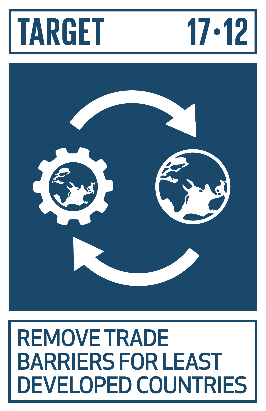 TARGET 17·12
REMOVE TRADE
BARRIERS FOR LEAST
DEVELOPED COUNTRIES